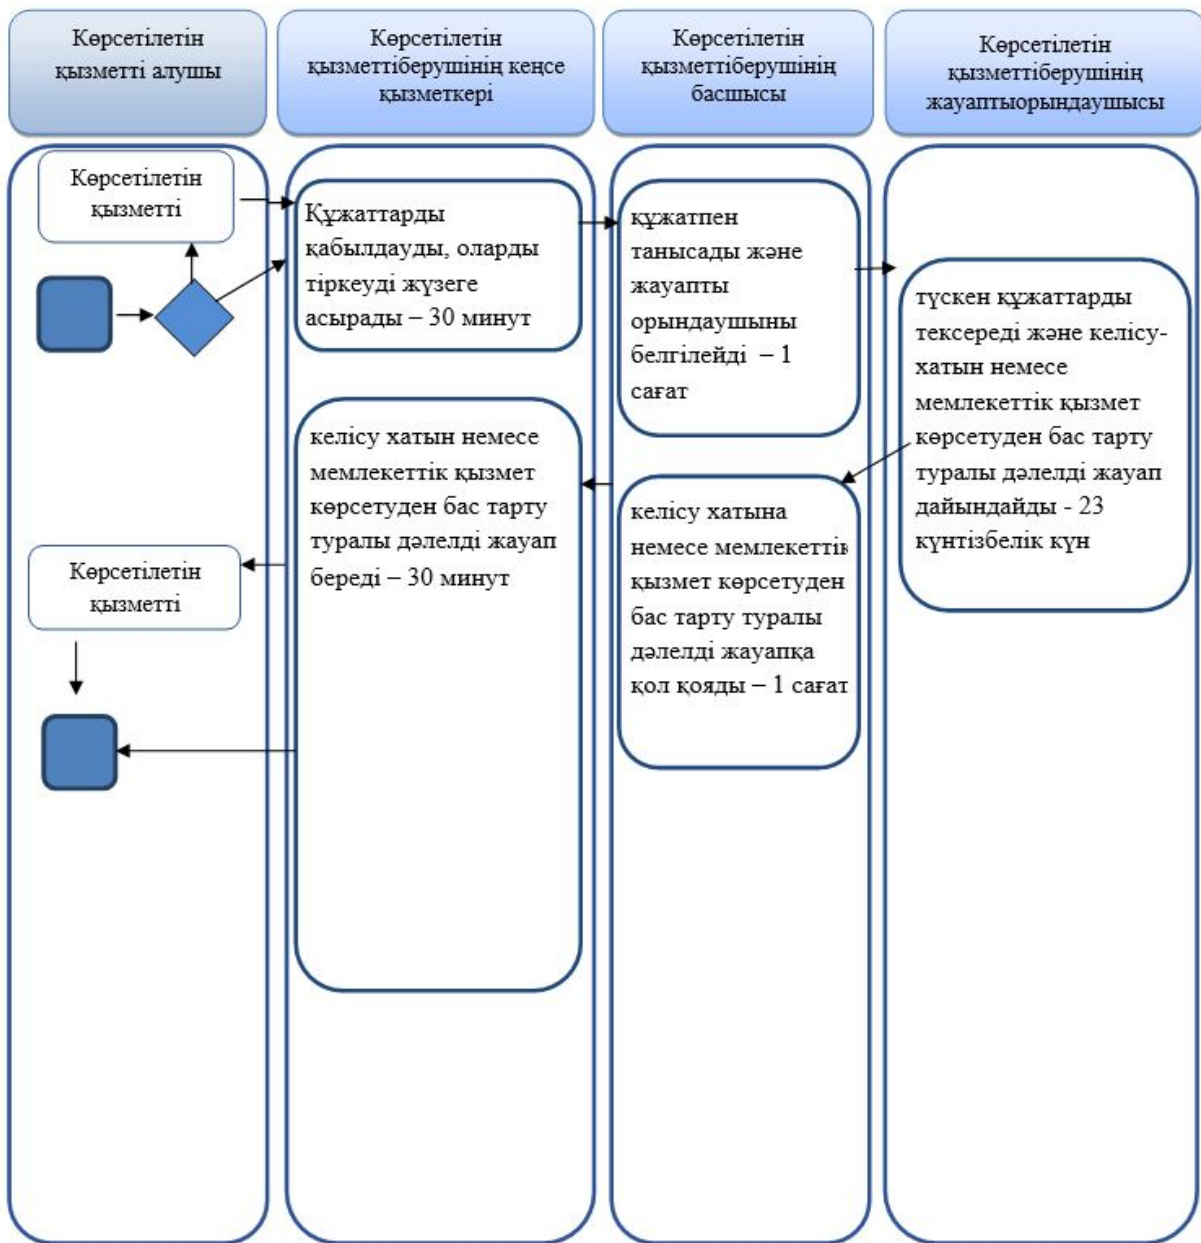 Көрсетілетін
қызметті алушы
Көрсетілетін
қызметтіберушінің кеңсе
қызметкері
Көрсетілетін
қызметтіберушінің
басшысы
Көрсетілетін
қызметтіберушінің
жауаптыорындаушысы
Көрсетілетін
қызметті
Құжаттарды
қабылдауды, оларды
тіркеуді жүзеге
асырады – 30 минут
құжатпен
танысады және
жауапты
орындаушыны
белгілейді – 1
сағат
түскен құжаттарды
тексереді және келісу-
хатын немесе
мемлекеттік қызмет
көрсетуден бас тарту
туралы дәлелді жауап
дайындайды - 23
күнтізбелік күн
келісу хатына
немесе мемлекеттік
қызмет көрсетуден
бас тарту туралы
дәлелді жауапқа
қол қояды – 1 сағат
келісу хатын немесе
мемлекеттік қызмет
көрсетуден бас тарту
туралы дәлелді жауап
береді – 30 минут
Көрсетілетін
қызметті